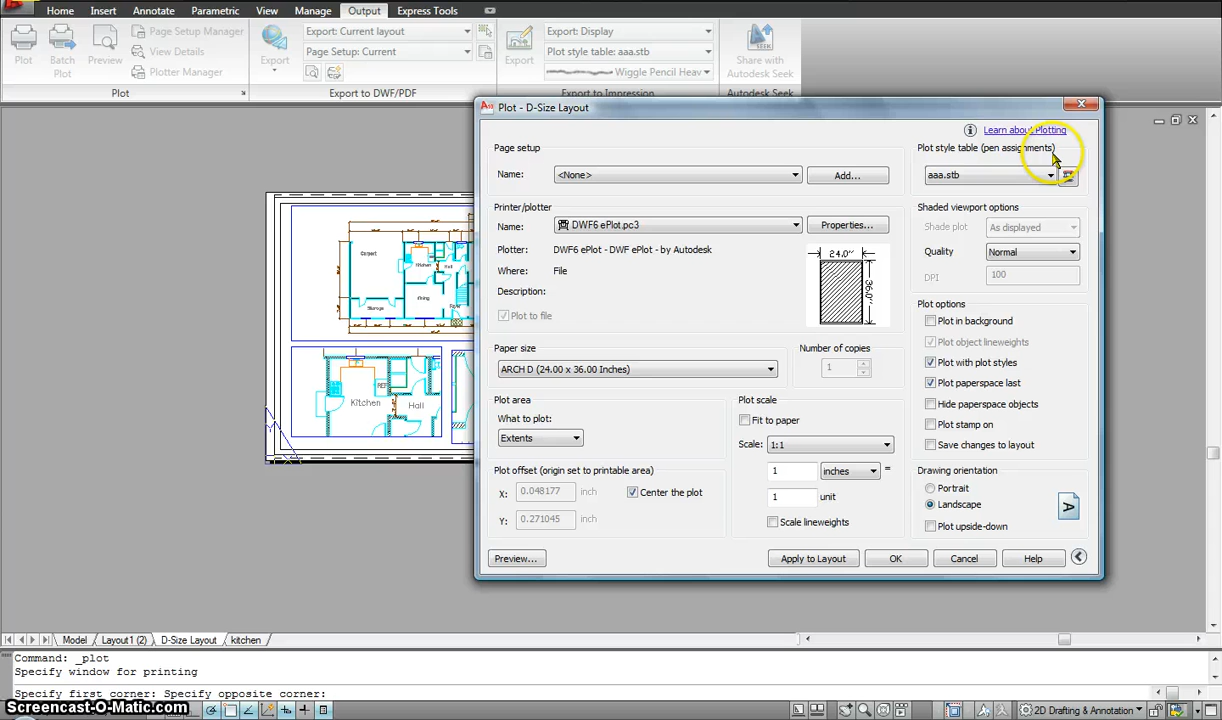 Home Insert Annotate Parametric View Manage Output Express Tools
Plot
Batch
Plot
Preview
Page Setup Manager
View Details
Plotter Manager
Plot
Export
Export: Current layout
Page Setup: Current
Export to DWF/PDF
Export
Export: Display
Plot style table: aaa.stb
Wiggle Pencil Heav
Export to Impression
Share with
Autodesk Seek
Autodesk Seek
Plot - D-Size Layout
Learn about Plotting
Page setup
Name: <None> Add...
Plot style table (pen assignments)
aaa.stb
Printer/plotter
Name: DWF6 ePlot.pc3 Properties...
Plotter: DWF6 ePlot - DWF ePlot - by Autodesk
Where: File
Description:
Plot to file
24.0''
36.0''
Shaded viewport options
Shade plot As displayed
Quality Normal
DPI 100
Paper size
ARCH D (24.00 x 36.00 Inches)
Number of copies
1
Plot options
Plot in background
Plot object lineweights
Plot with plot styles
Plot paperspace last
Hide paperspace objects
Plot stamp on
Save changes to layout
Plot area
What to plot:
Extents
Plot scale
Fit to paper
Scale: 1:1
1 inches =
1 unit
Scale lineweights
Plot offset (origin set to printable area)
X: 0.048177 inch
Center the plot
Y: 0.271045 inch
Drawing orientation
Portrait
Landscape
Plot upside-down
A
Preview... Apply to Layout OK Cancel Help
Carport
Kitchen
Hall
Storage
Dining
Foyer
Kitchen
REF
Hall
Model Layout1 (2) D-Size Layout kitchen
Command: _plot
Specify window for printing
Specify first corner: Specify opposite corner:
Screencast-O-Matic.com
2D Drafting & Annotation